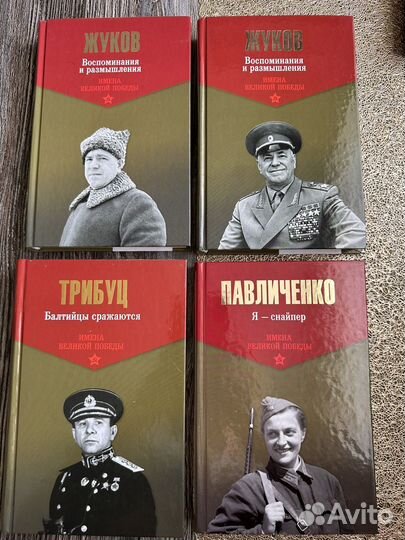 ЖУКОВ
Воспоминания
и размышления
ИМЕНА
ВЕЛИКОЙ ПОБЕДЫ
ЖУКОВ
Воспоминания
и размышления
ИМЕНА
ВЕЛИКОЙ ПОБЕДЫ
ТРИБУЦ
Балтийцы сражаются
ИМЕНА
ВЕЛИКОЙ ПОБЕДЫ
ПАВЛИЧЕНКО
Я – снайпер
ИМЕНА
ВЕЛИКОЙ ПОБЕДЫ
Avito